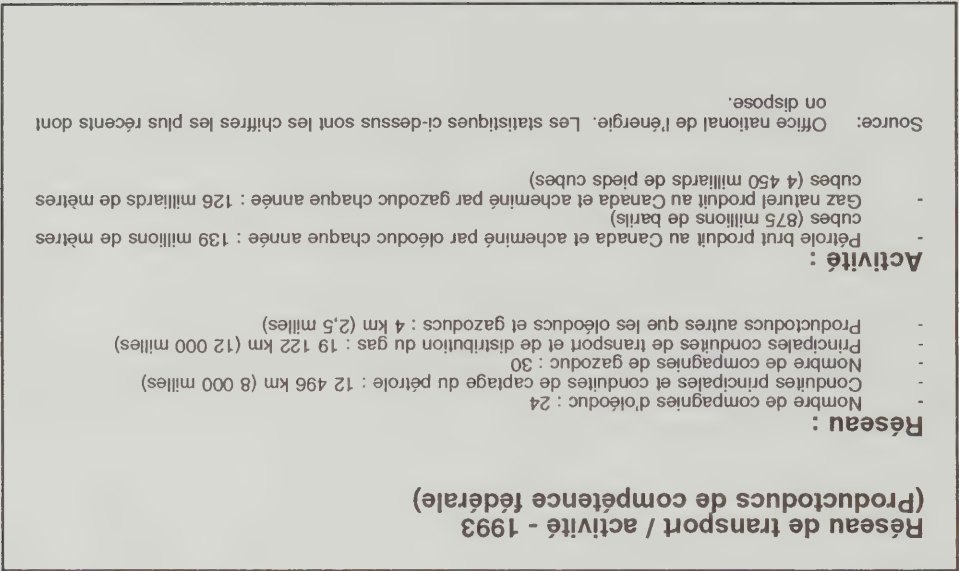 Réseau de transport / activité - 1993
(Productoducs de compétence fédérale)
Réseau :
- Nombre de compagnies d'oléoduc : 24
- Conduites principales et conduites de captage du pétrole : 12 496 km (8 000 milles)
- Nombre de compagnies de gazoduc : 30
- Principales conduites de transport et de distribution du gas : 19 122 km (12 000 milles)
- Productoducs autres que les oléoducs et gazoducs : 4 km (2,5 milles)
Activité :
- Pétrole brut produit au Canada et acheminé par oléoduc chaque année : 139 millions de mètres
cubes (875 millions de barils)
- Gaz naturel produit au Canada et acheminé par gazoduc chaque année : 126 milliards de mètres
cubes (4 450 milliards de pieds cubes)
Source: Office national de l'énergie. Les statistiques ci-dessus sont les chiffres les plus récents dont
on dispose.